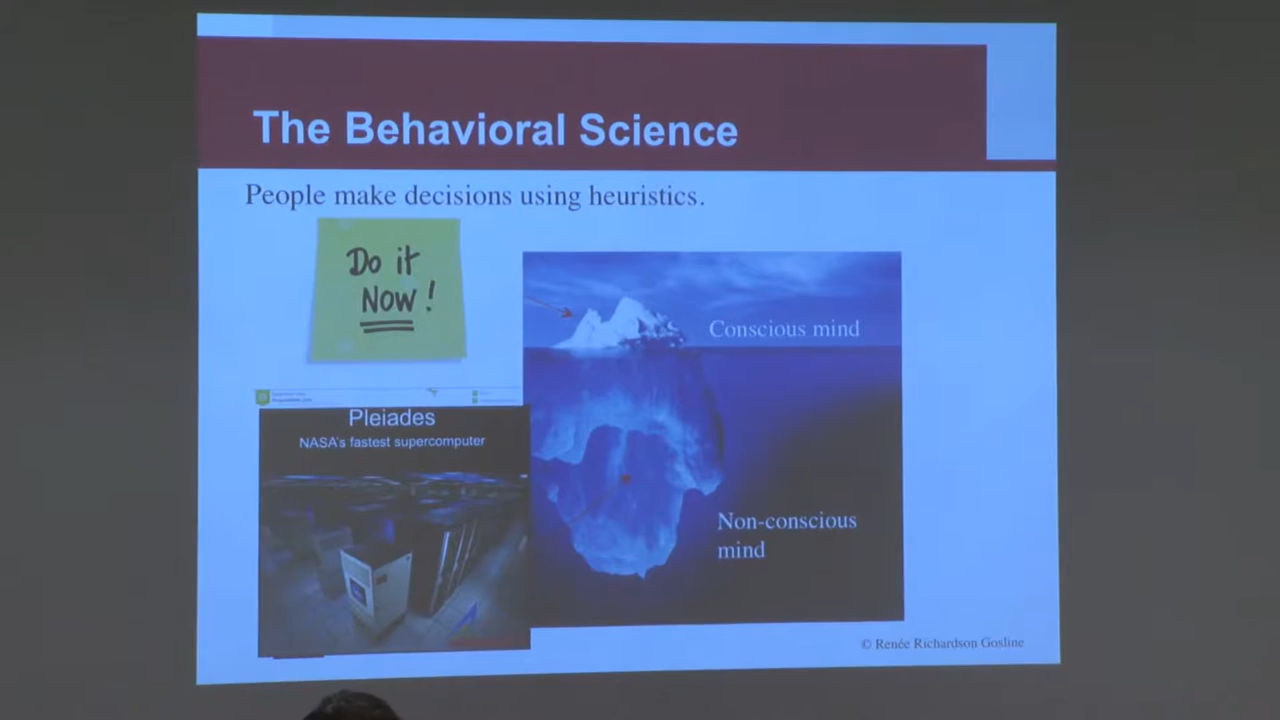 The Behavioral Science
People make decisions using heuristics.
Do it
Now!
Conscious mind
Pleiades
NASA's fastest supercomputer
Non-conscious
mind
© Renée Richardson Gosline